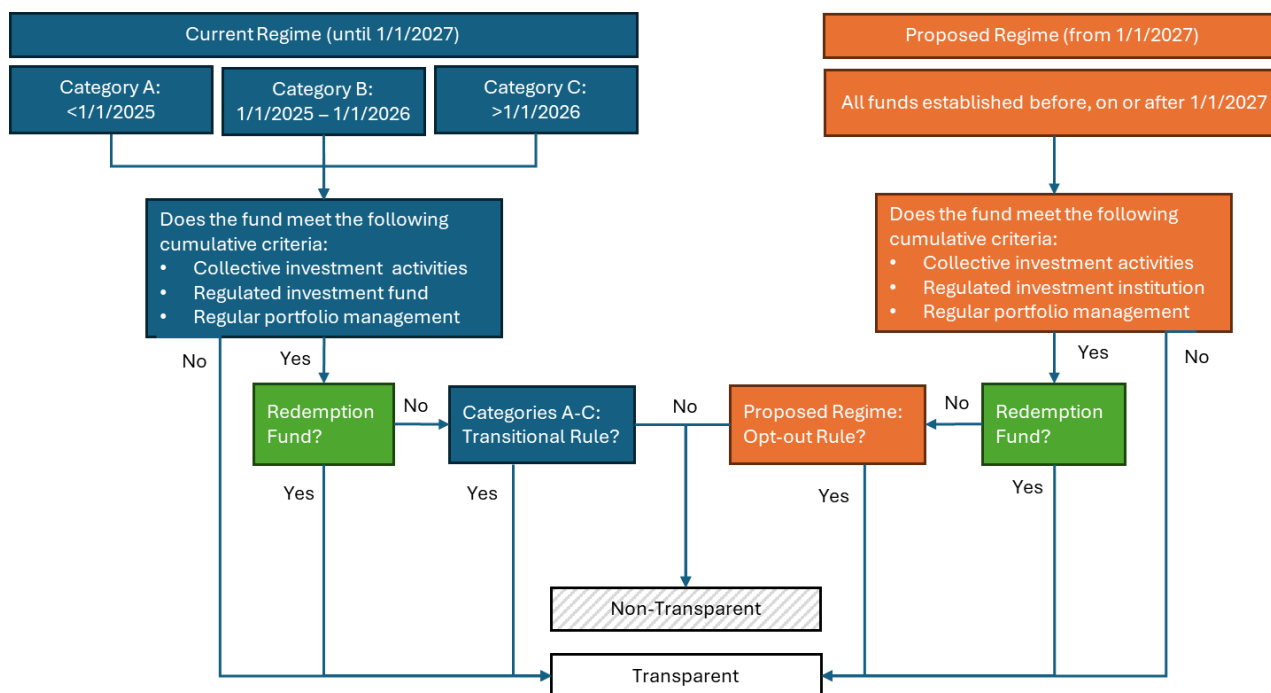 Current Regime (until 1/1/2027)
Proposed Regime (from 1/1/2027)
Category A:
<1/1/2025
Category B:
1/1/2025 – 1/1/2026
Category C:
>1/1/2026
All funds established before, on or after 1/1/2027
Does the fund meet the following
cumulative criteria:
• Collective investment activities
• Regulated investment fund
• Regular portfolio management
Does the fund meet the following
cumulative criteria:
• Collective investment activities
• Regulated investment institution
• Regular portfolio management
No
Yes
Yes
No
Redemption
Fund?
No
Categories A-C:
Transitional Rule?
No
Proposed Regime:
Opt-out Rule?
No
Redemption
Fund?
Yes
Yes
Yes
Yes
Non-Transparent
Transparent